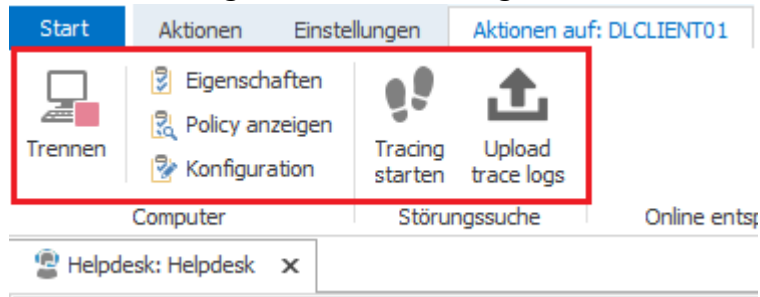 Start Aktionen Einstellungen Aktionen auf: DLCLIENT01
Trennen
Eigenschaften
Policy anzeigen
Konfiguration
Tracing
starten
Upload
trace logs
Computer Störungssuche Online
Helpdesk: Helpdesk